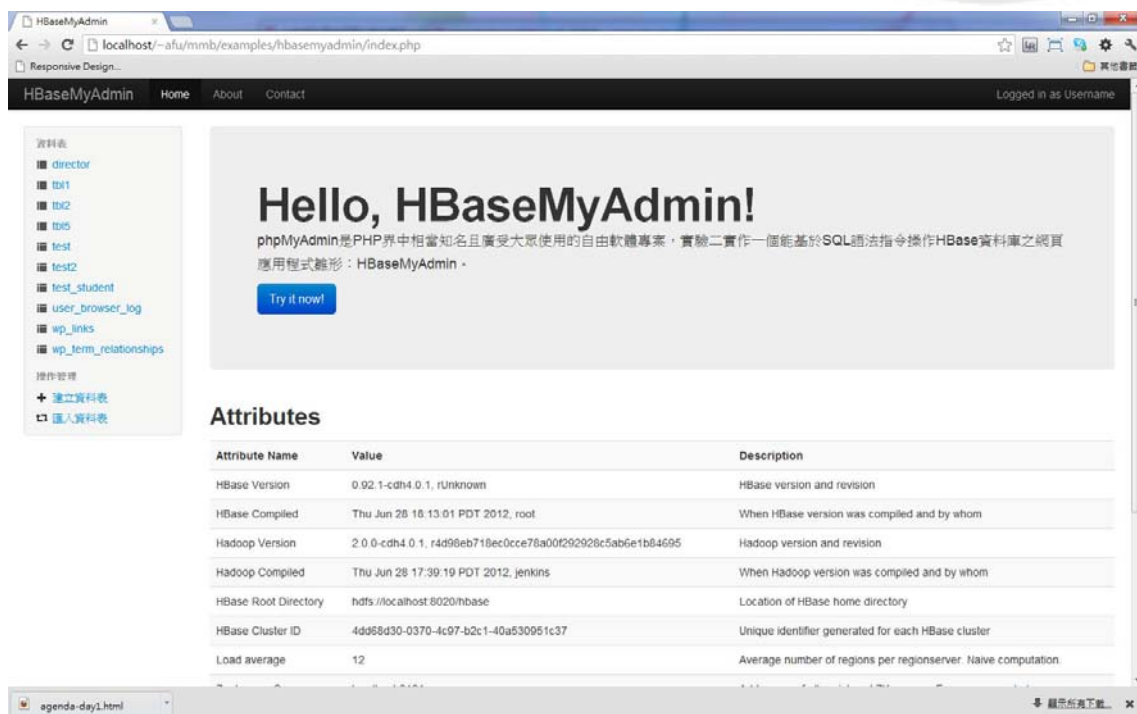 HBaseMyAdmin
localhost/~afu/mmb/examples/hbasemyadmin/index.php
Responsive Design...
其他書籤
HBaseMyAdmin Home About Contact Logged in as Username
資料表
director
tbl1
tbl2
tbl5
test
test2
test_student
user_browser_log
wp_links
wp_term_relationships
操作管理
建立資料表
匯入資料表
Hello, HBaseMyAdmin!
phpMyAdmin是PHP界中相當知名且廣受大眾使用的自由軟體專案，實驗二實作一個能基於SQL語法指令操作HBase資料庫之網頁
應用程式雛形：HBaseMyAdmin。
Try it now!
Attributes
Attribute Name Value Description
HBase Version 0.92.1-cdh4.0.1, rUnknown HBase version and revision
HBase Compiled Thu Jun 28 18:13:01 PDT 2012, root When HBase version was compiled and by whom
Hadoop Version 2.0.0-cdh4.0.1, r4d98eb718ec0cce78a00f292928c5ab6e1b84695 Hadoop version and revision
Hadoop Compiled Thu Jun 28 17:39:19 PDT 2012, jenkins When Hadoop version was compiled and by whom
HBase Root Directory hdfs://localhost:8020/hbase Location of HBase home directory
HBase Cluster ID 4dd68d30-0370-4c97-b2c1-40a530951c37 Unique identifier generated for each HBase cluster
Load average 12 Average number of regions per regionserver. Naive computation.
agenda-day1.html 顯示所有下載...